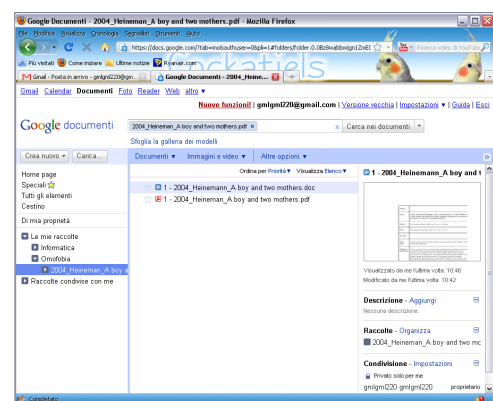 Google Documenti - 2004_Heineman_A boy and two mothers.pdf - Mozilla Firefox
File Modifica Visualizza Cronologia Segnalibri Strumenti Aiuto
Ricerca video di YouTube
Più visitati Come iniziare Ultime notizie Ryanair.com
Cockatiels
Gmail - Posta in arrivo - Google Documenti - 2004_Heine...
Gmail Calendar Documenti Foto Reader Web altro ▼
Nuove funzioni! | gmlgml220@gmail.com | Versione vecchia | Impostazioni ▼ | Guida | Esci
Google documenti
2004_Heineman_A boy and two mothers.pdf × × Cerca nei documenti ▼
Sfoglia la galleria dei modelli
Crea nuovo ▼ Carica... Documenti ▼ Immagini e video ▼ Altre opzioni ▼ »
Ordina per Priorità ▼ Visualizza Elenco ▼
Home page
Speciali
Tutti gli elementi
Cestino
Di mia proprietà
Le mie raccolte
Informatica
Omofobia
2004_Heineman_A boy a
Raccolte condivise con me
1 - 2004_Heinemann_A boy and two mothers.doc
1 - 2004_Heinemann_A boy and two mothers.pdf
1 - 2004_Heinemann_A boy and t
Visualizzato da me l'ultima volta: 10:46
Modificato da me l'ultima volta: 10:42
Descrizione - Aggiungi
Nessuna descrizione.
Raccolte - Organizza
2004_Heineman_A boy and two mc
Condivisione - Impostazioni
Privato solo per me
gmlgml220 gmlgml220 proprietario
Completato